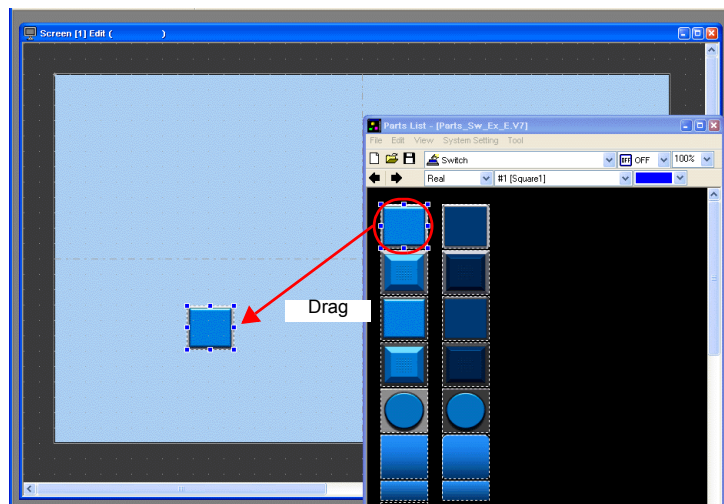 Screen [1] Edit (                    )
Parts List - [Parts_Sw_Ex_E.V7]
File Edit View System Setting Tool
Switch
OFF OFF
100%
Real
#1 [Square1]
Drag